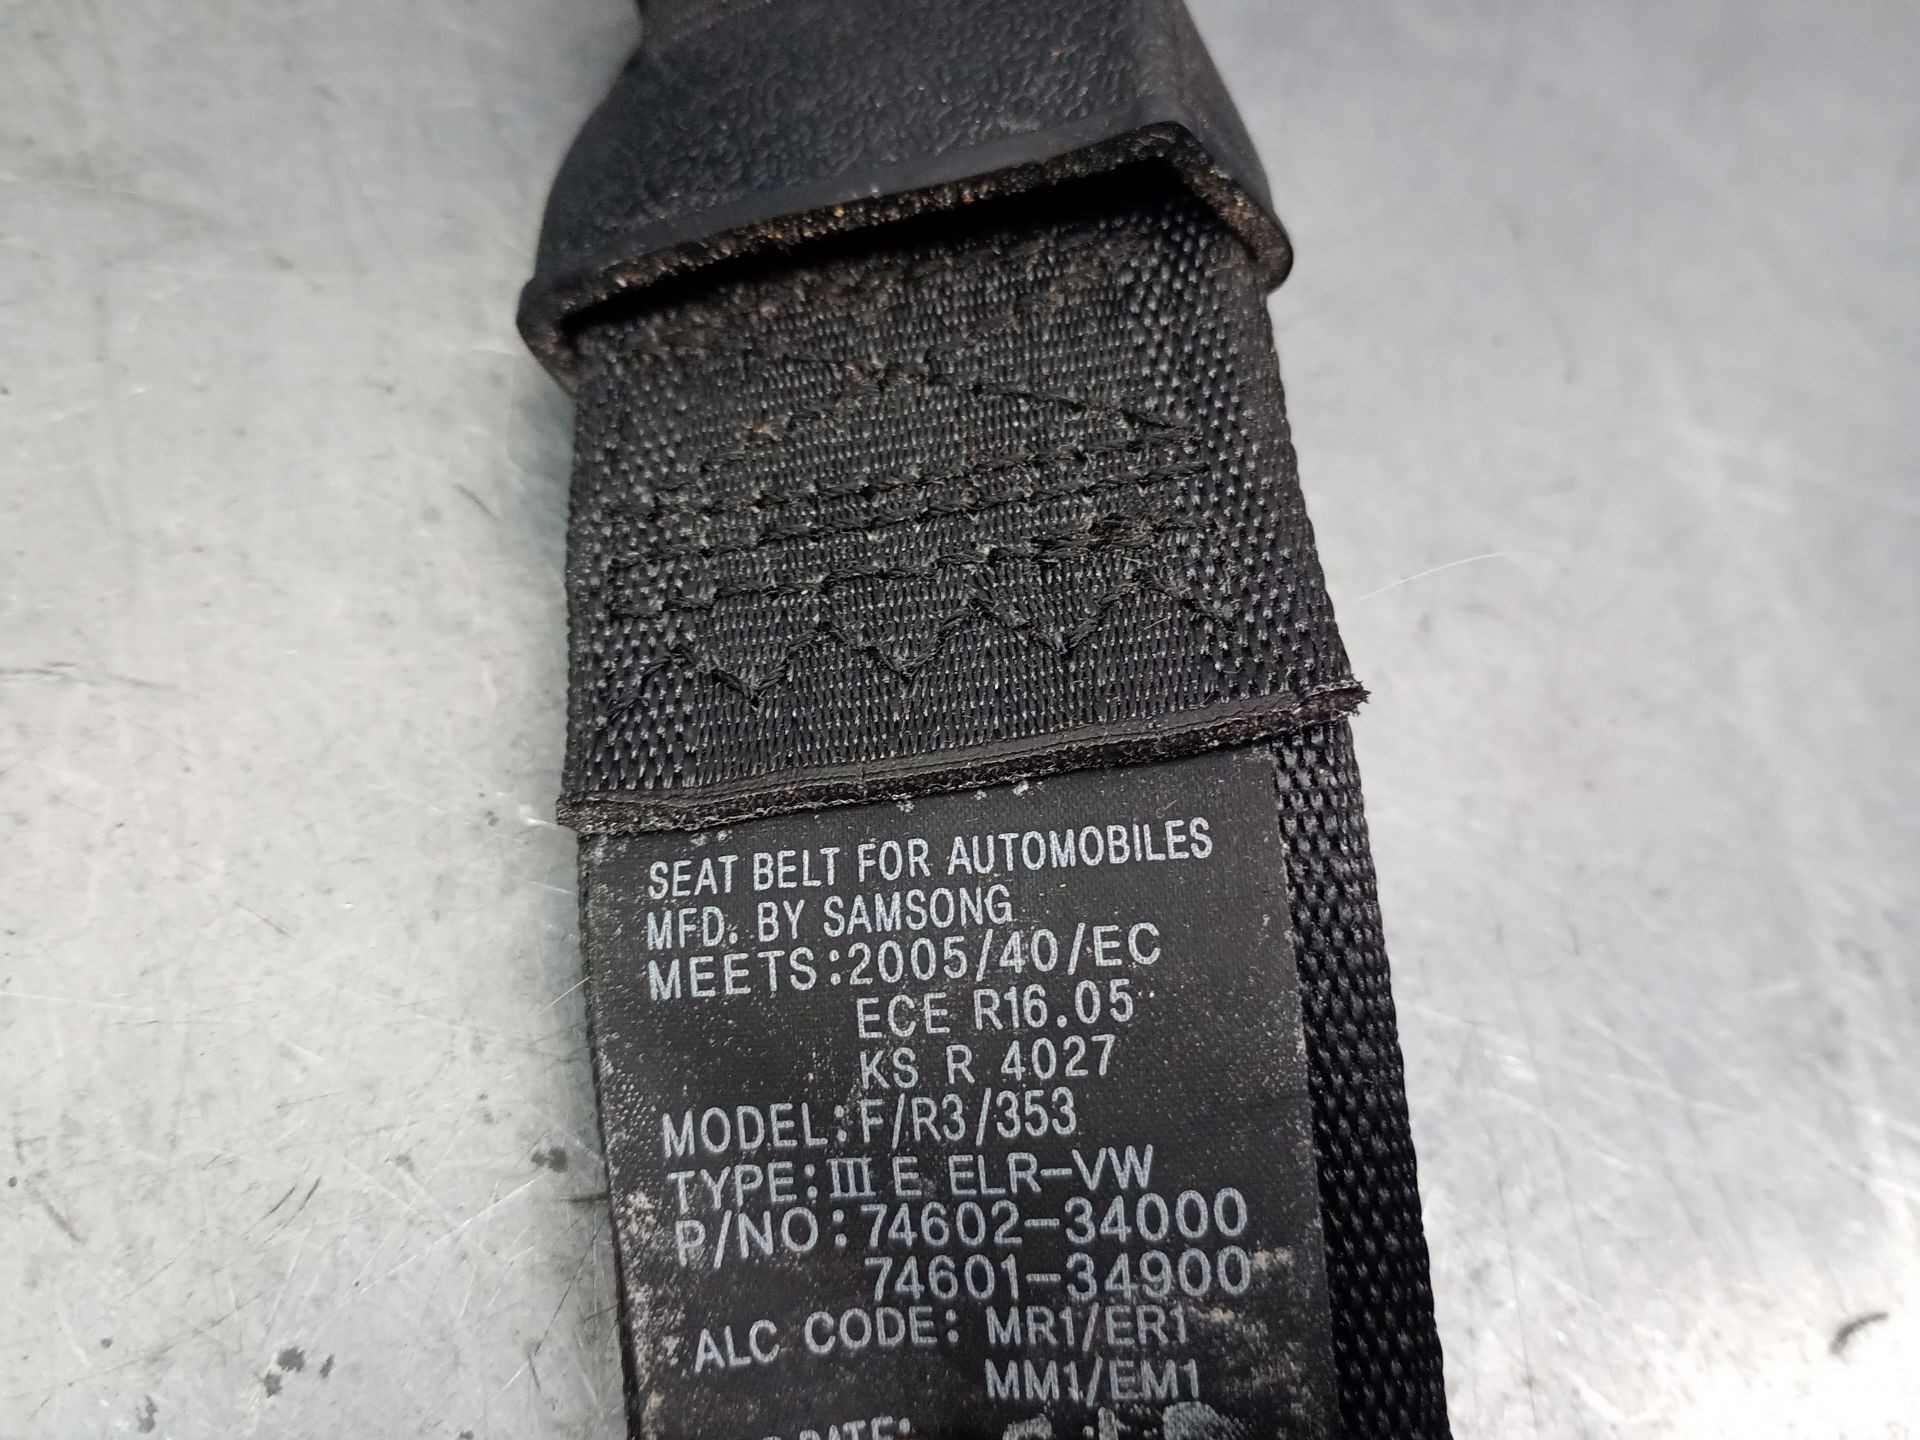 SEAT BELT FOR AUTOMOBILES
MFD. BY SAMSONG
MEETS:2005/40/EC
ECE R16.05
KS R 4027
MODEL:F/R3/353
TYPE:III E ELR-VW
P/NO:74602-34000
74601-34900
ALC CODE: MR1/ER1
MM1/EM1
DATE: